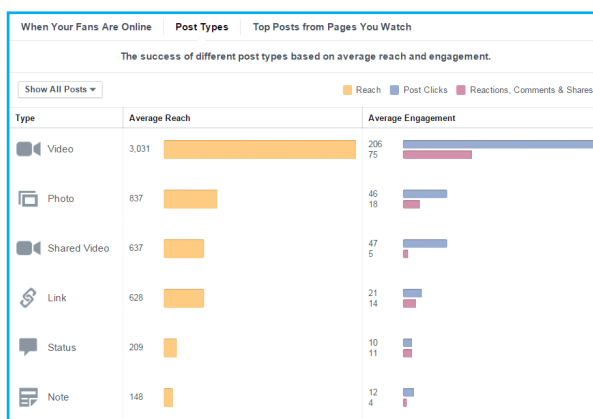 When Your Fans Are Online Post Types Top Posts from Pages You Watch
The success of different post types based on average reach and engagement.
Show All Posts Reach Post Clicks Reactions, Comments & Shares
Type Average Reach Average Engagement
Video 3,031 206
75
Photo 837 46
18
Shared Video 637 47
5
Link 628 21
14
Status 209 10
11
Note 148 12
4